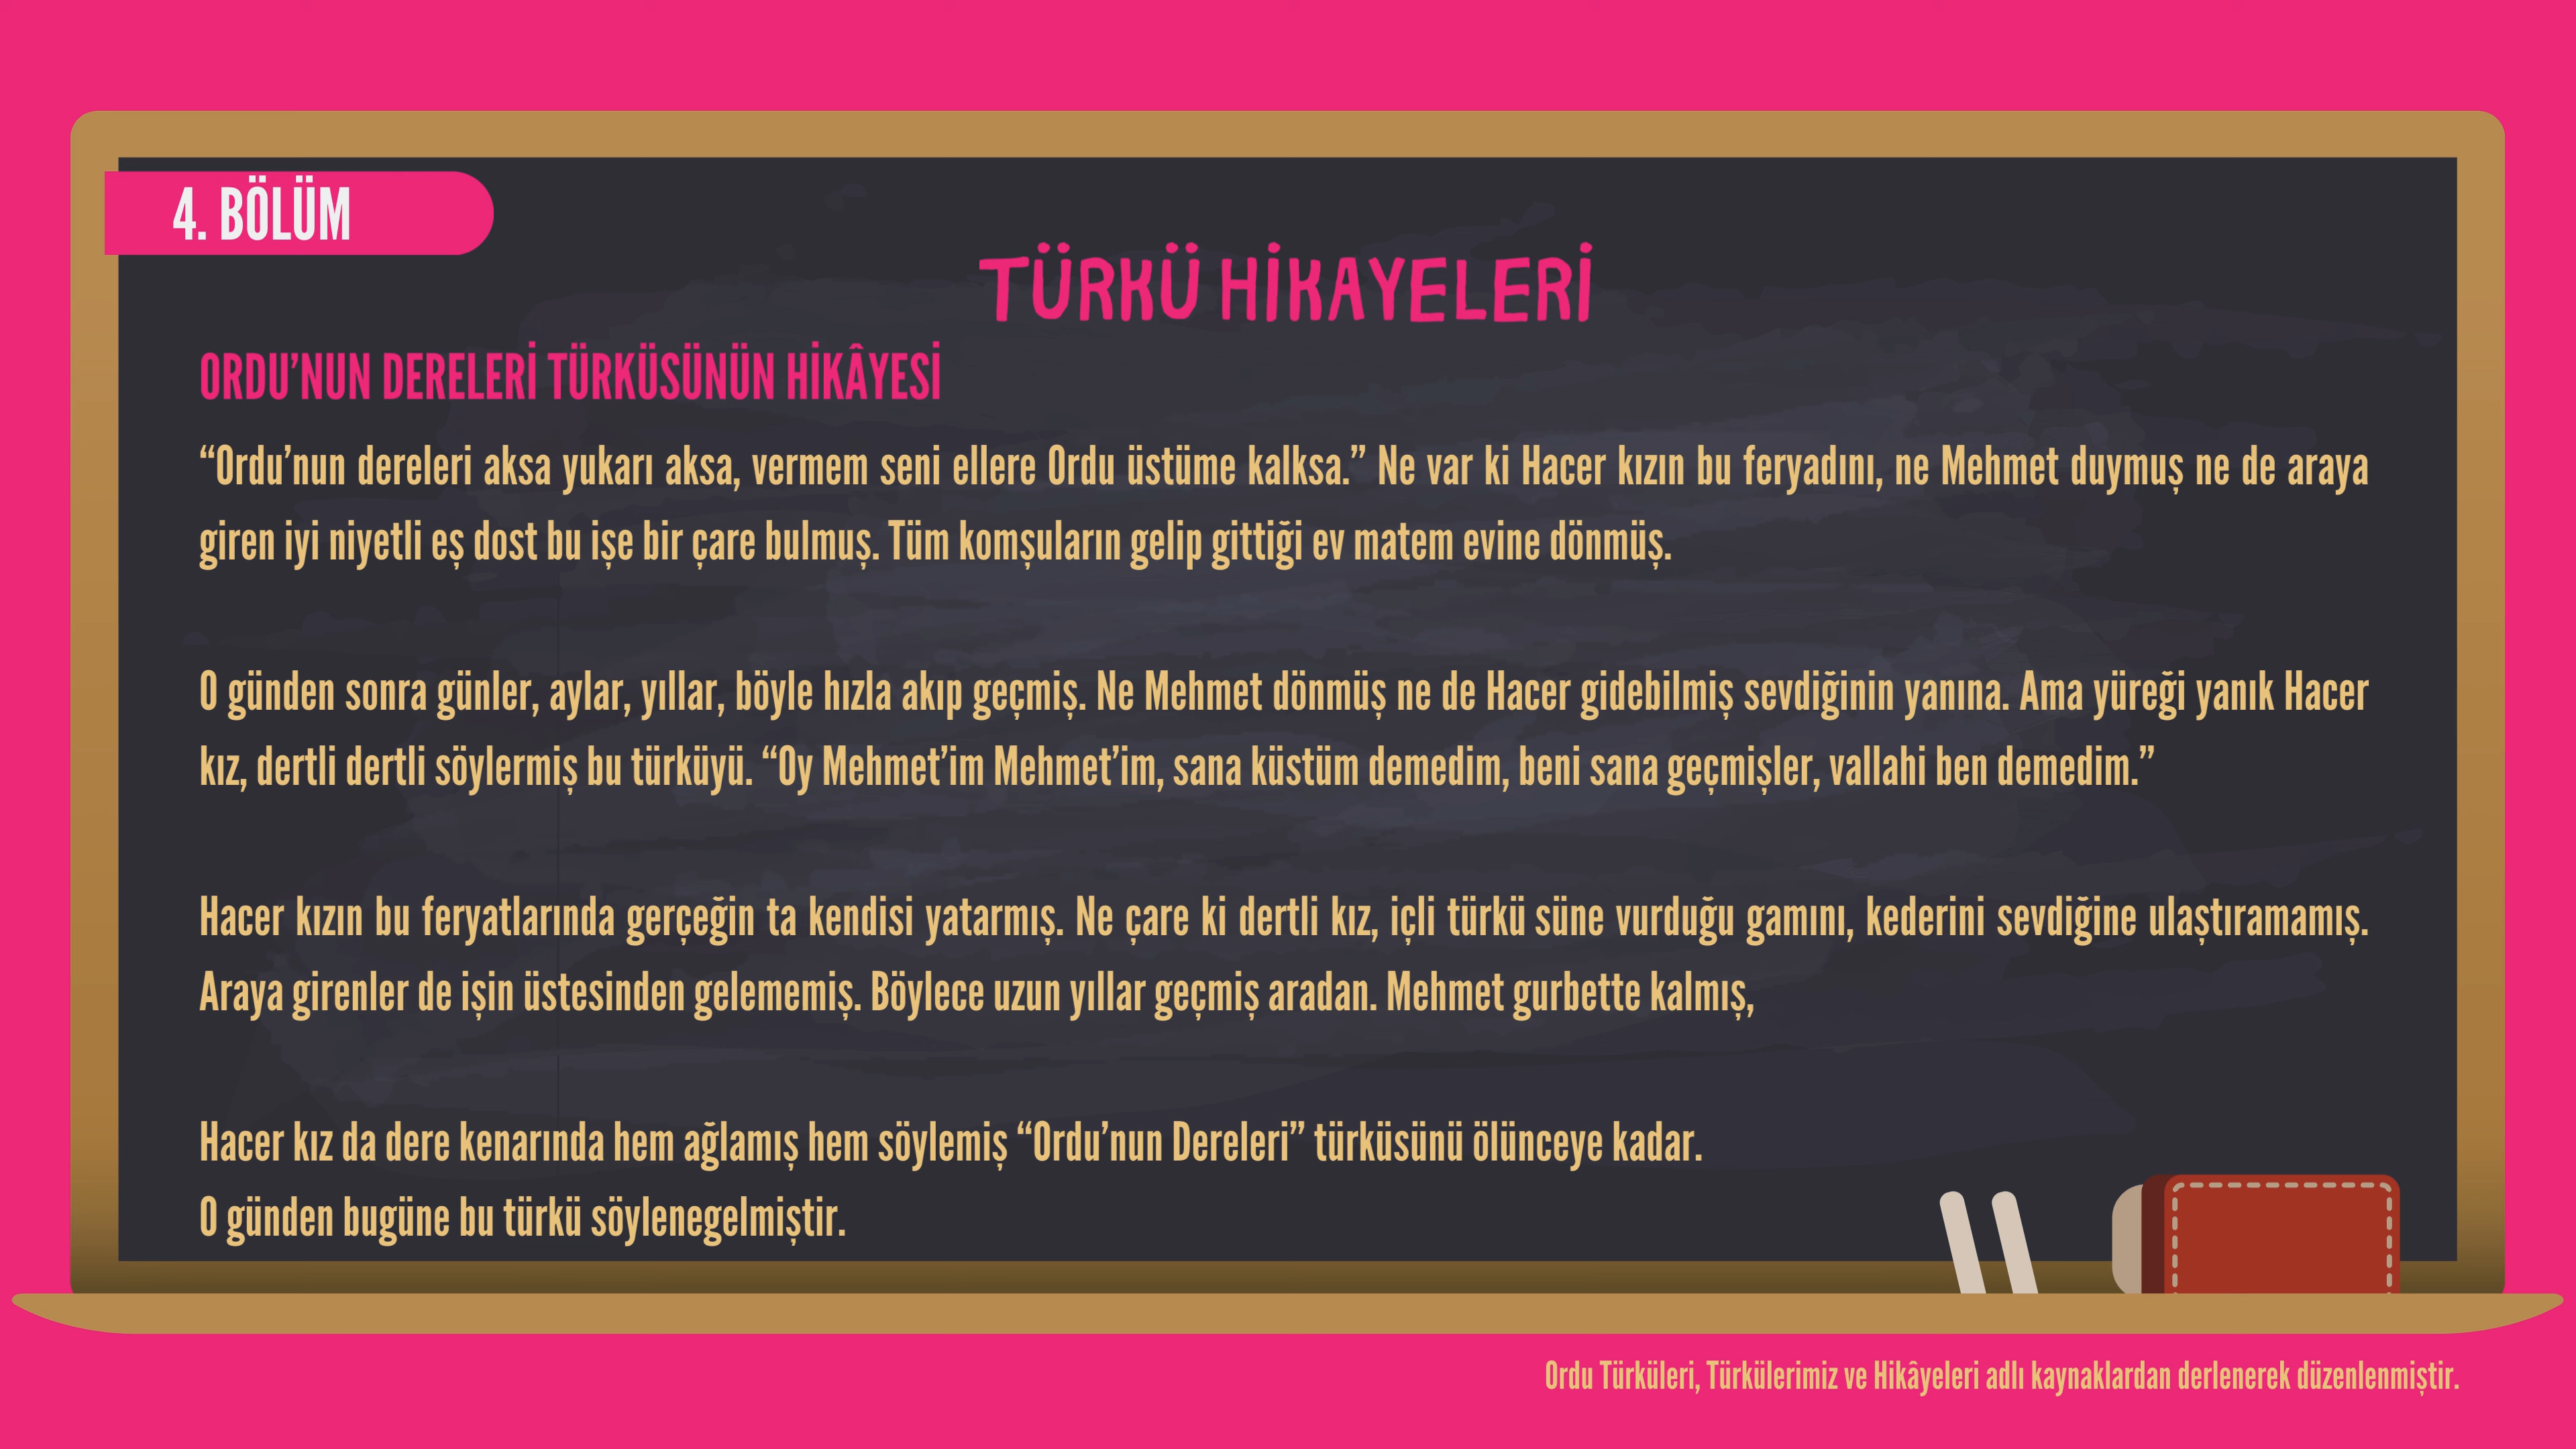 4. BÖLÜM
TÜRKÜ HİKAYELERİ
ORDU’NUN DERELERİ TÜRKÜSÜNÜN HİKÂYESİ
“Ordu’nun dereleri aksa yukarı aksa, vermem seni ellere Ordu üstüme kalksa.” Ne var ki Hacer kızın bu feryadını, ne Mehmet duymuş ne de araya
giren iyi niyetli eş dost bu işe bir çare bulmuş. Tüm komşuların gelip gittiği ev matem evine dönmüş.
O günden sonra günler, aylar, yıllar, böyle hızla akıp geçmiş. Ne Mehmet dönmüş ne de Hacer gidebilmiş sevdiğinin yanına. Ama yüreği yanık Hacer
kız, dertli dertli söylermiş bu türküyü. “Oy Mehmet’im Mehmet’im, sana küstüm demedim, beni sana geçmişler, vallahi ben demedim.”
Hacer kızın bu feryatlarında gerçeğin ta kendisi yatarmış. Ne çare ki dertli kız, içli türkü süne vurduğu gamını, kederini sevdiğine ulaştıramamış.
Araya girenler de işin üstesinden gelememiş. Böylece uzun yıllar geçmiş aradan. Mehmet gurbette kalmış,
Hacer kız da dere kenarında hem ağlamış hem söylemiş “Ordu’nun Dereleri” türküsünü ölünceye kadar.
O günden bugüne bu türkü söylenegelmiştir.
Ordu Türküleri, Türkülerimiz ve Hikâyeleri adlı kaynaklardan derlenerek düzenlenmiştir.